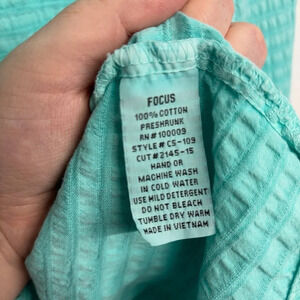 FOCUS
100% COTTON
PRESHRUNK
RN#100009
STYLE# CS-109
CUT#2145-15
HAND OR
MACHINE WASH
IN COLD WATER
USE MILD DETERGENT
DO NOT BLEACH
TUMBLE DRY WARM
MADE IN VIETNAM